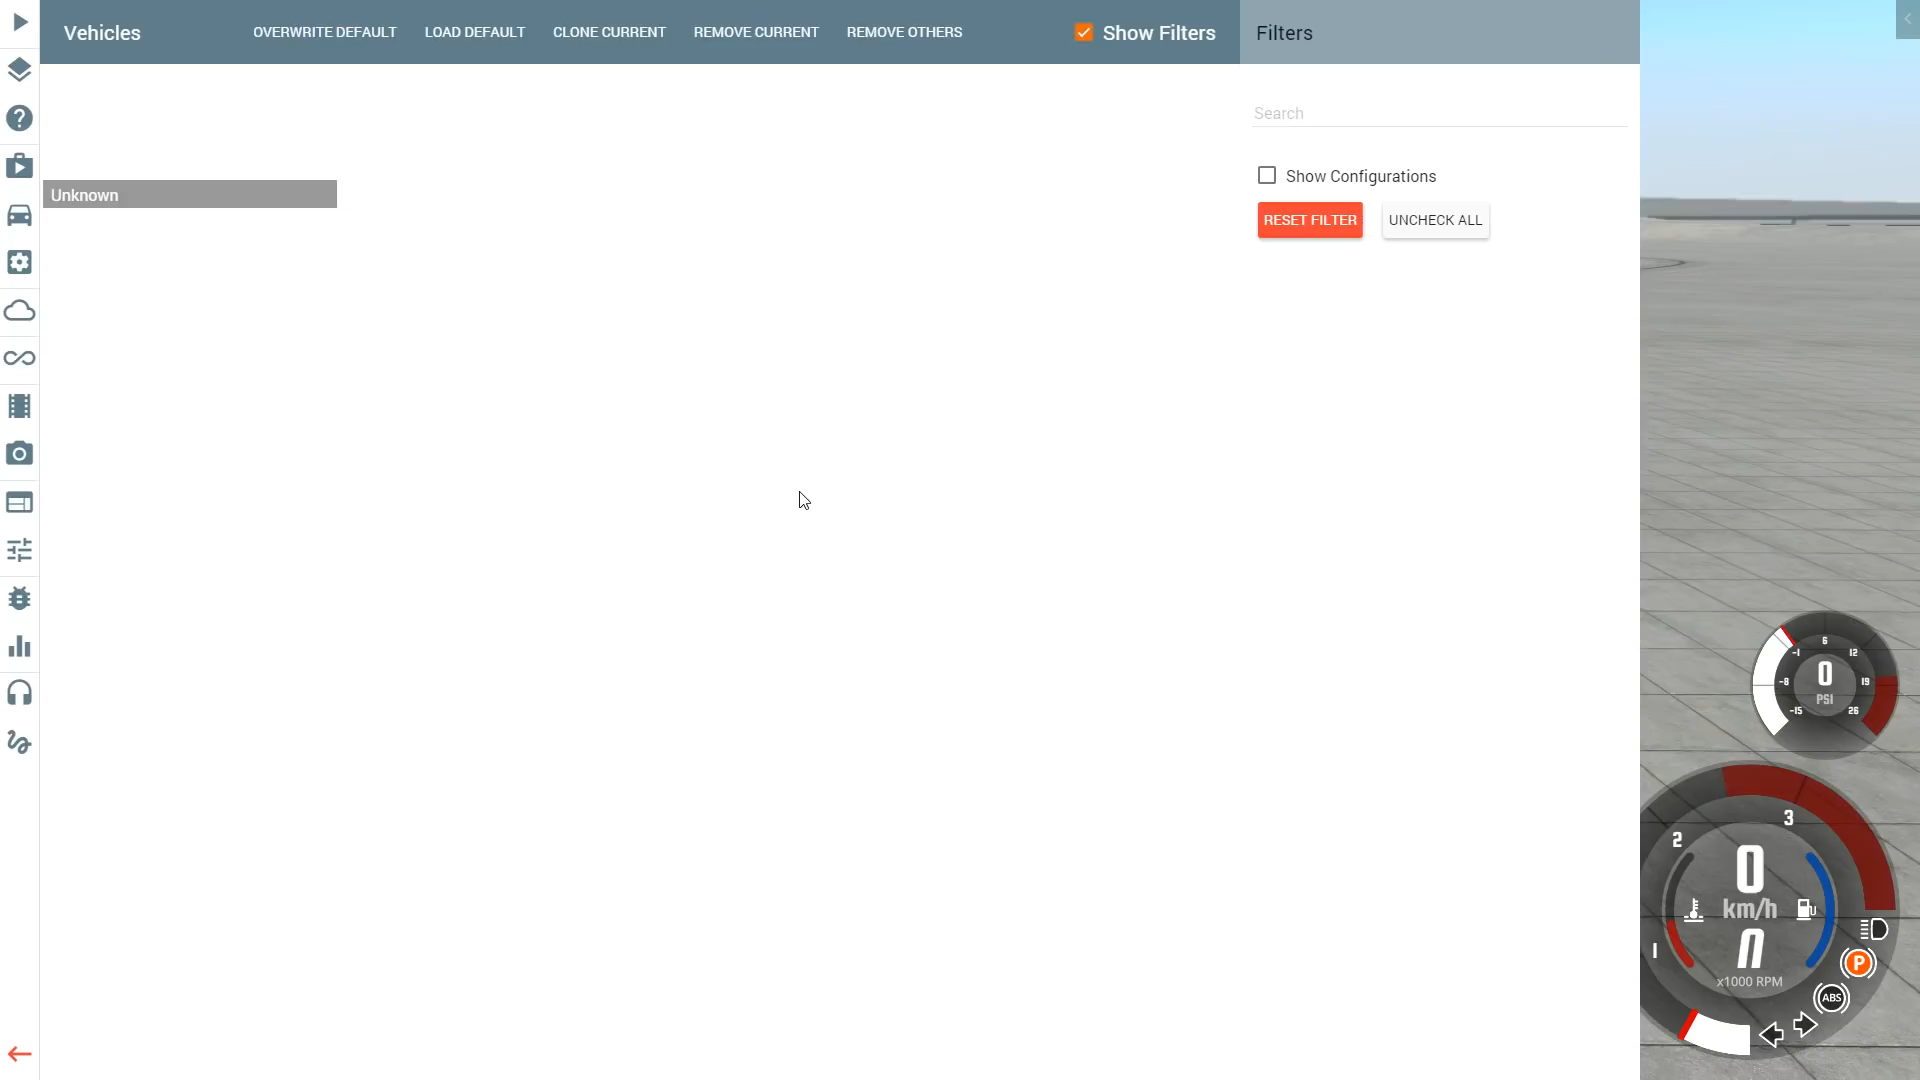 Vehicles
OVERWRITE DEFAULT
LOAD DEFAULT
CLONE CURRENT
REMOVE CURRENT
REMOVE OTHERS
Show Filters
Filters
Search
Unknown
Show Configurations
RESET FILTER
UNCHECK ALL
6
-1
12
-8
0
19
PSI
-15
26
3
2
0
km/h
1
n
P
x1000 RPM
ABS